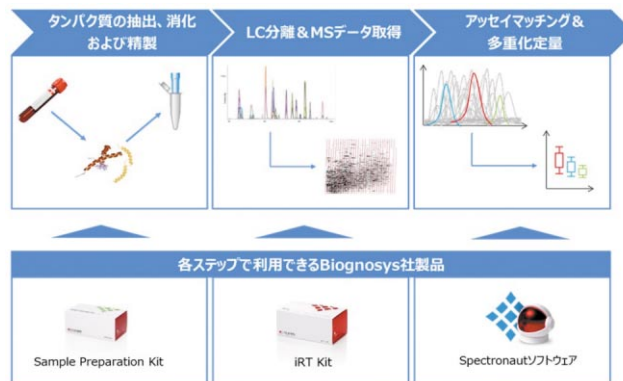 タンパク質の抽出、消化
および精製
LC分離＆MSデータ取得
アッセイマッチング＆
多重化定量
各ステップで利用できるBiognosys社製品
Sample Preparation Kit
iRT Kit
Spectronautソフトウェア